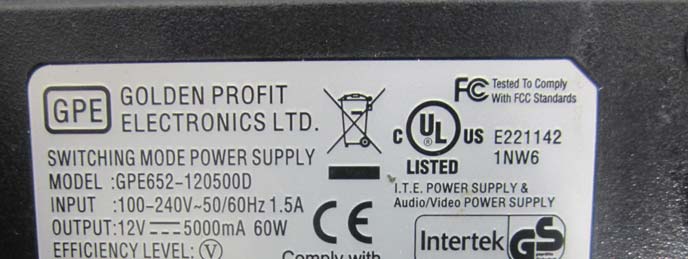 GPE GOLDEN PROFIT
ELECTRONICS LTD.
SWITCHING MODE POWER SUPPLY
MODEL :GPE652-120500D
INPUT :100-240V~50/60Hz 1.5A
OUTPUT:12V⎓5000mA 60W
EFFICIENCY LEVEL: Ⓥ
CE
Comply with
FC Tested To Comply
With FCC Standards
C UL US E221142
LISTED 1NW6
I.T.E. POWER SUPPLY &
Audio/Video POWER SUPPLY
Intertek GS